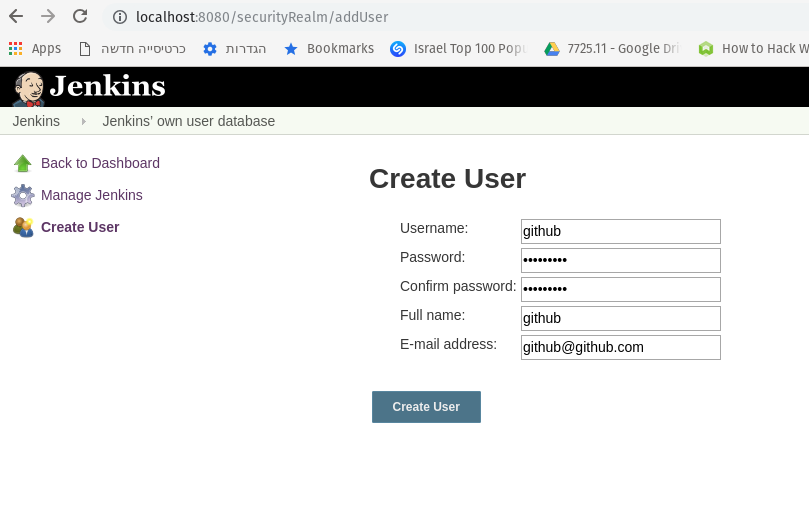 localhost:8080/securityRealm/addUser
Apps כרטיסייה חדשה הגדרות Bookmarks Israel Top 100 Popu 7725.11 - Google Dri How to Hack W
Jenkins
Jenkins Jenkins' own user database
Back to Dashboard
Manage Jenkins
Create User
Create User
Username: github
Password: •••••••••
Confirm password: •••••••••
Full name: github
E-mail address: github@github.com
Create User